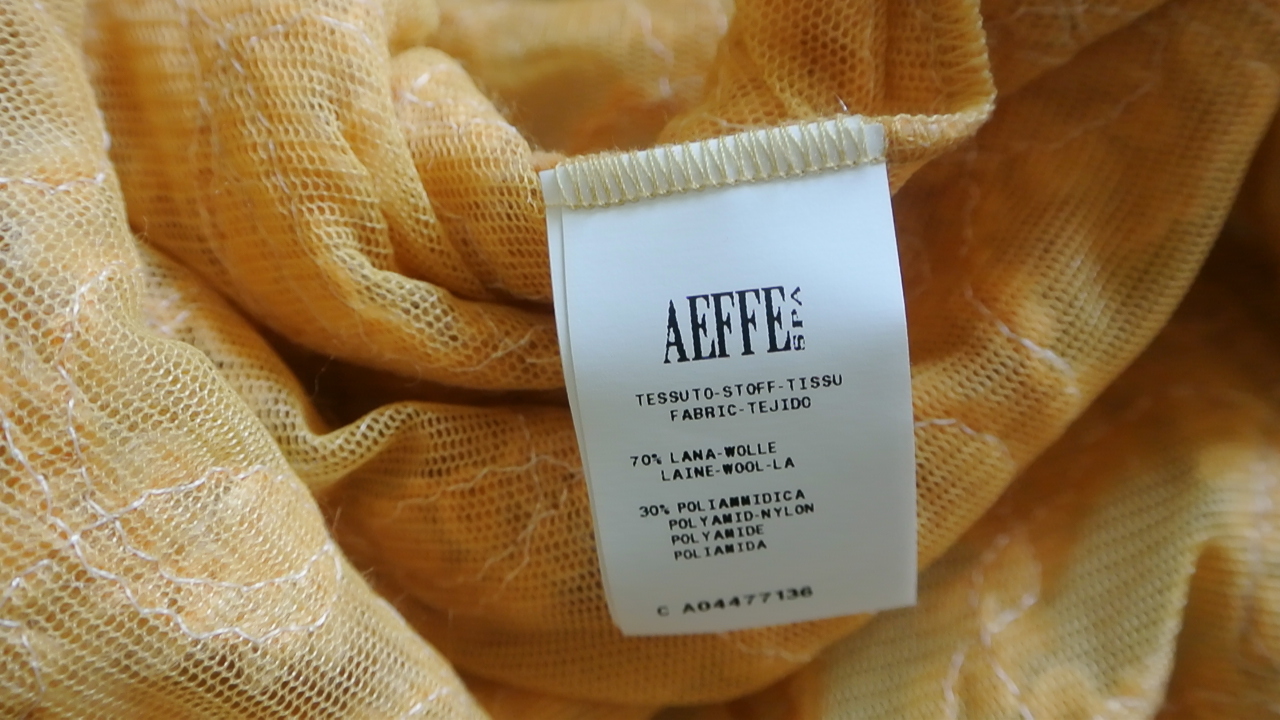 AEFFE SPA
TESSUTO-STOFF-TISSU
FABRIC-TEJIDO
70% LANA-WOLLE
LAINE-WOOL-LA
30% POLIAMMIDICA
POLYAMID-NYLON
POLYAMIDE
POLIAMIDA
C A04477136